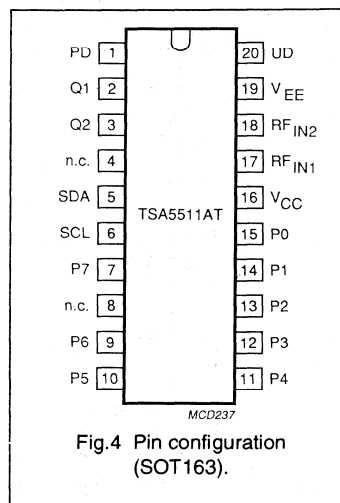 PD 1 20 UD
Q1 2 19 VEE
Q2 3 18 RFIN2
n.c. 4 17 RFIN1
SDA 5 TSA5511AT 16 VCC
SCL 6 15 P0
P7 7 14 P1
n.c. 8 13 P2
P6 9 12 P3
P5 10 11 P4
MCD237
Fig.4 Pin configuration
(SOT163).